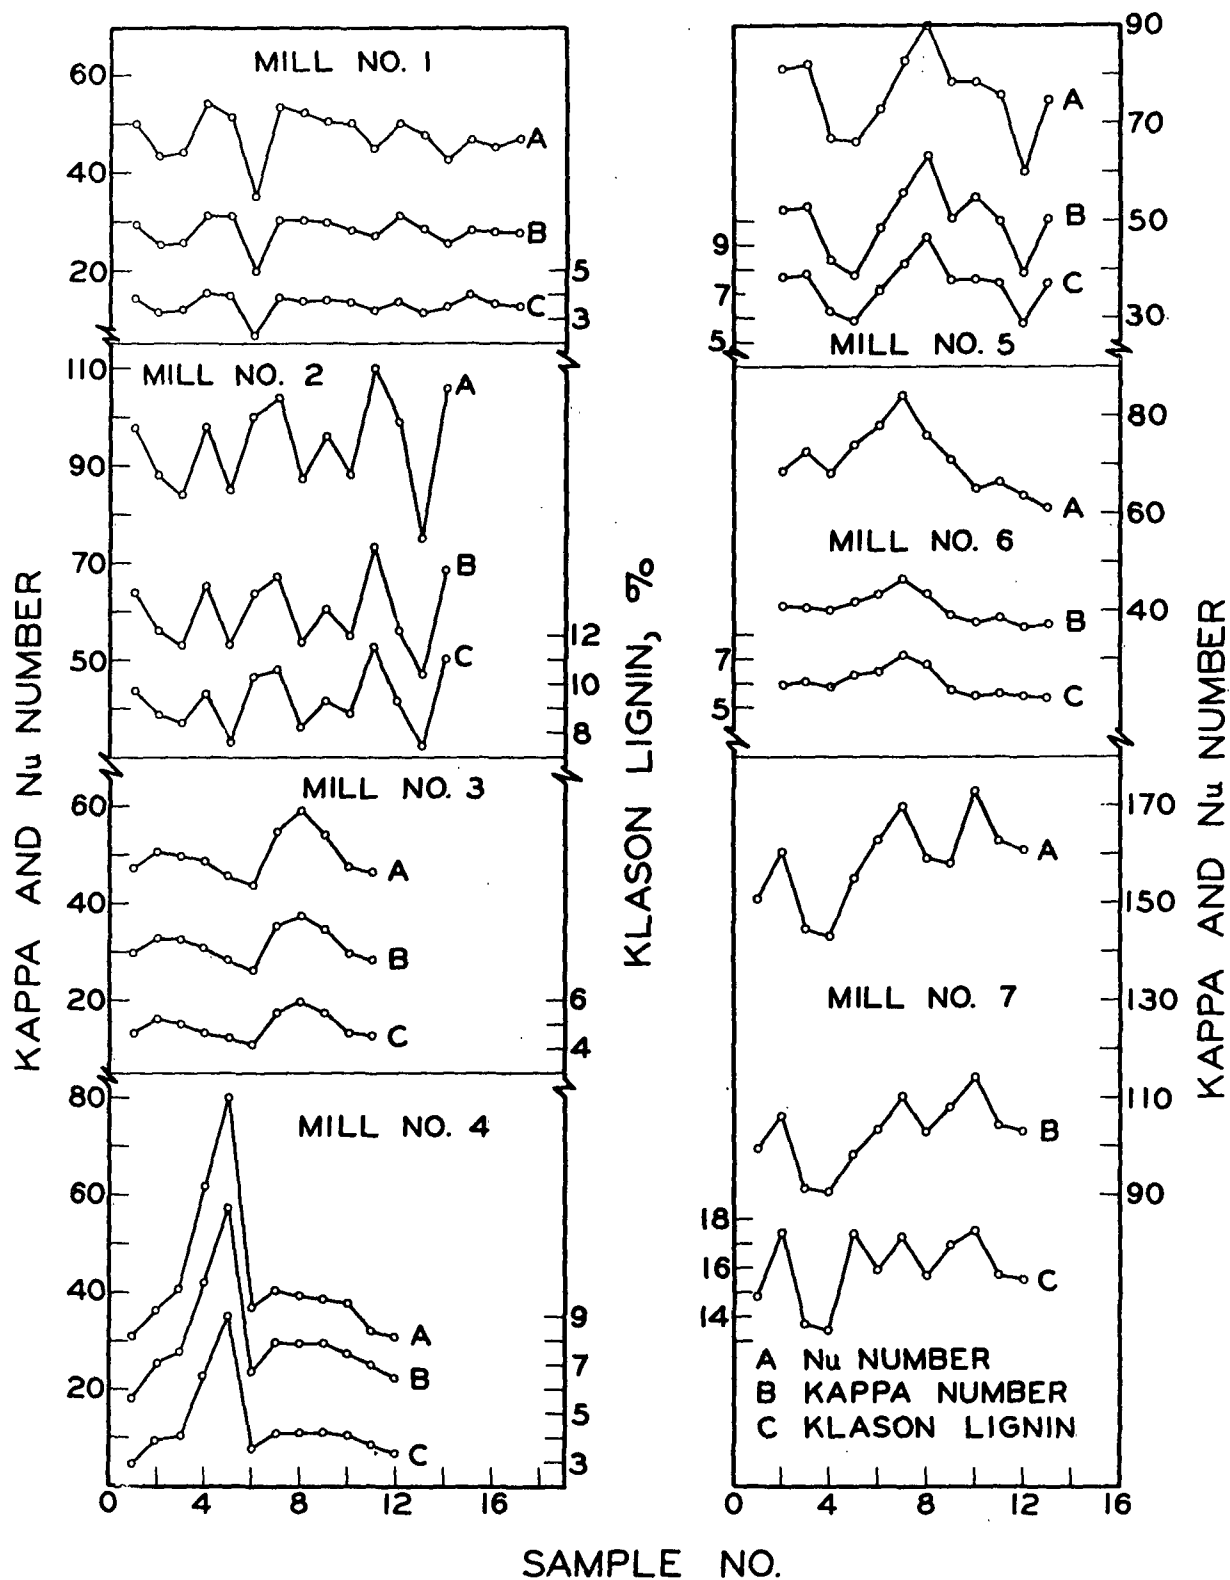 MILL NO. 1
60
40
20
5
3
A
B
C
MILL NO. 2
110
90
70
50
12
10
8
A
B
C
MILL NO. 3
60
40
20
6
4
A
B
C
MILL NO. 4
80
60
40
20
9
7
5
3
A
B
C
0 4 8 12 16
KAPPA AND Nu NUMBER
KLASON LIGNIN, %
90
70
50
30
9
7
5
A
B
C
MILL NO. 5
80
60
40
7
5
A
MILL NO. 6
B
C
170
150
130
110
90
18
16
14
A
MILL NO. 7
B
C
A Nu NUMBER
B KAPPA NUMBER
C KLASON LIGNIN
0 4 8 12 16
KAPPA AND Nu NUMBER
SAMPLE NO.